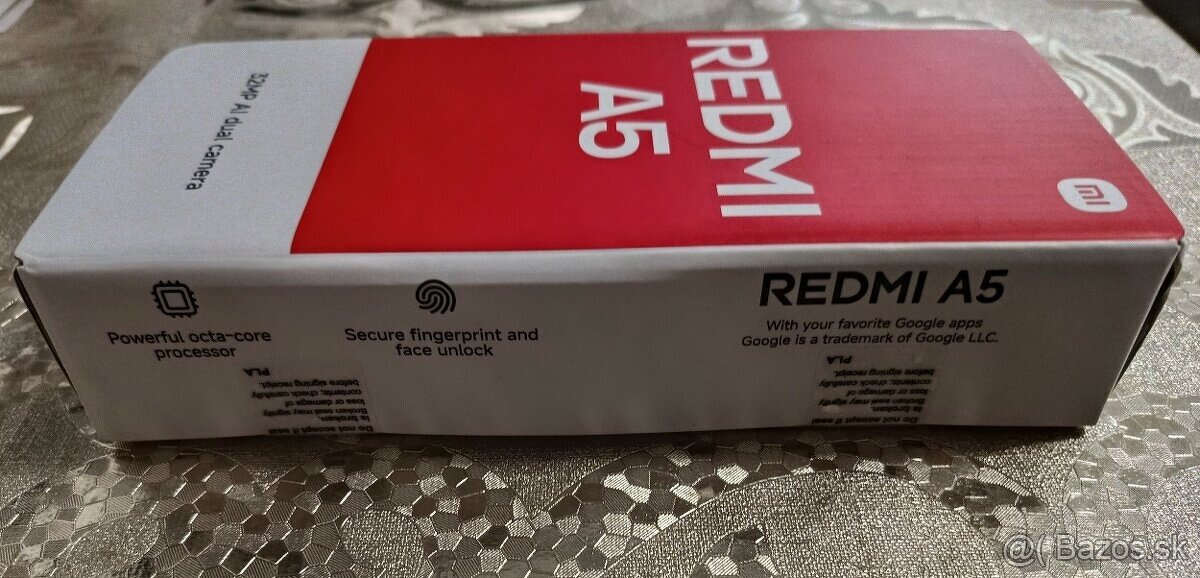 32MP AI dual camera
REDMI
A5
mi
Powerful octa-core
processor
Secure fingerprint and
face unlock
REDMI A5
With your favorite Google apps
Google is a trademark of Google LLC.
Do not accept if seal
is broken.
Broken seal may signify
loss or damage of
contents; check carefully
before signing receipt.
PLA
Do not accept if seal
is broken.
Broken seal may signify
loss or damage of
contents; check carefully
before signing receipt.
PLA
@( Bazos.sk